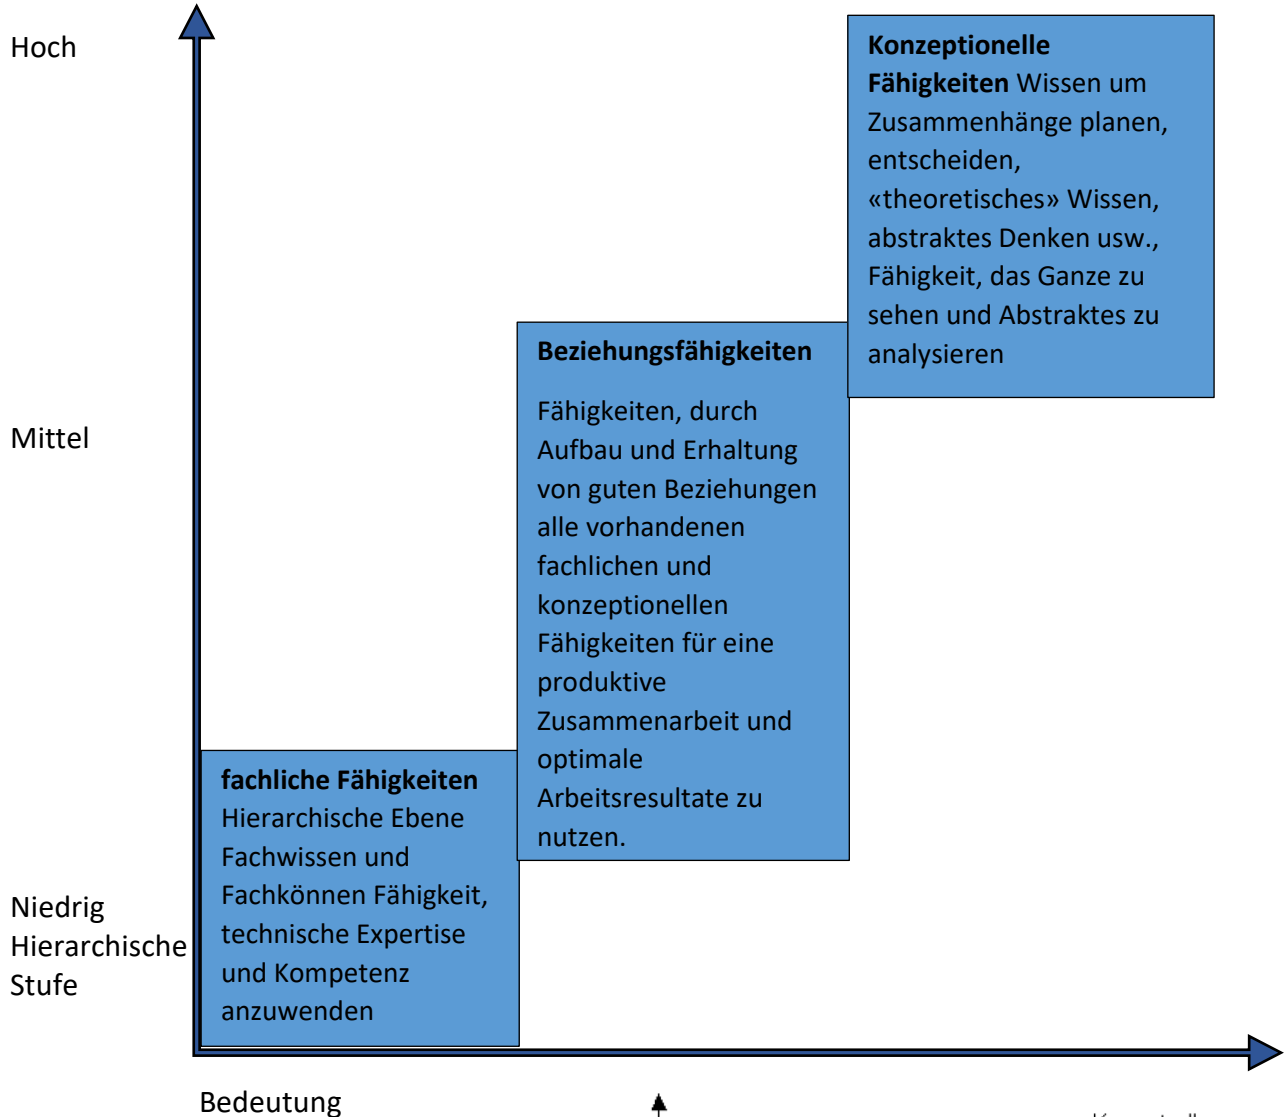 Hoch
Konzeptionelle
Fähigkeiten Wissen um
Zusammenhänge planen,
entscheiden,
«theoretisches» Wissen,
abstraktes Denken usw.,
Fähigkeit, das Ganze zu
sehen und Abstraktes zu
analysieren
Beziehungsfähigkeiten
Fähigkeiten, durch
Aufbau und Erhaltung
von guten Beziehungen
alle vorhandenen
fachlichen und
konzeptionellen
Fähigkeiten für eine
produktive
Zusammenarbeit und
optimale
Arbeitsresultate zu
nutzen.
Mittel
fachliche Fähigkeiten
Hierarchische Ebene
Fachwissen und
Fachkönnen Fähigkeit,
technische Expertise
und Kompetenz
anzuwenden
Niedrig
Hierarchische
Stufe
Bedeutung